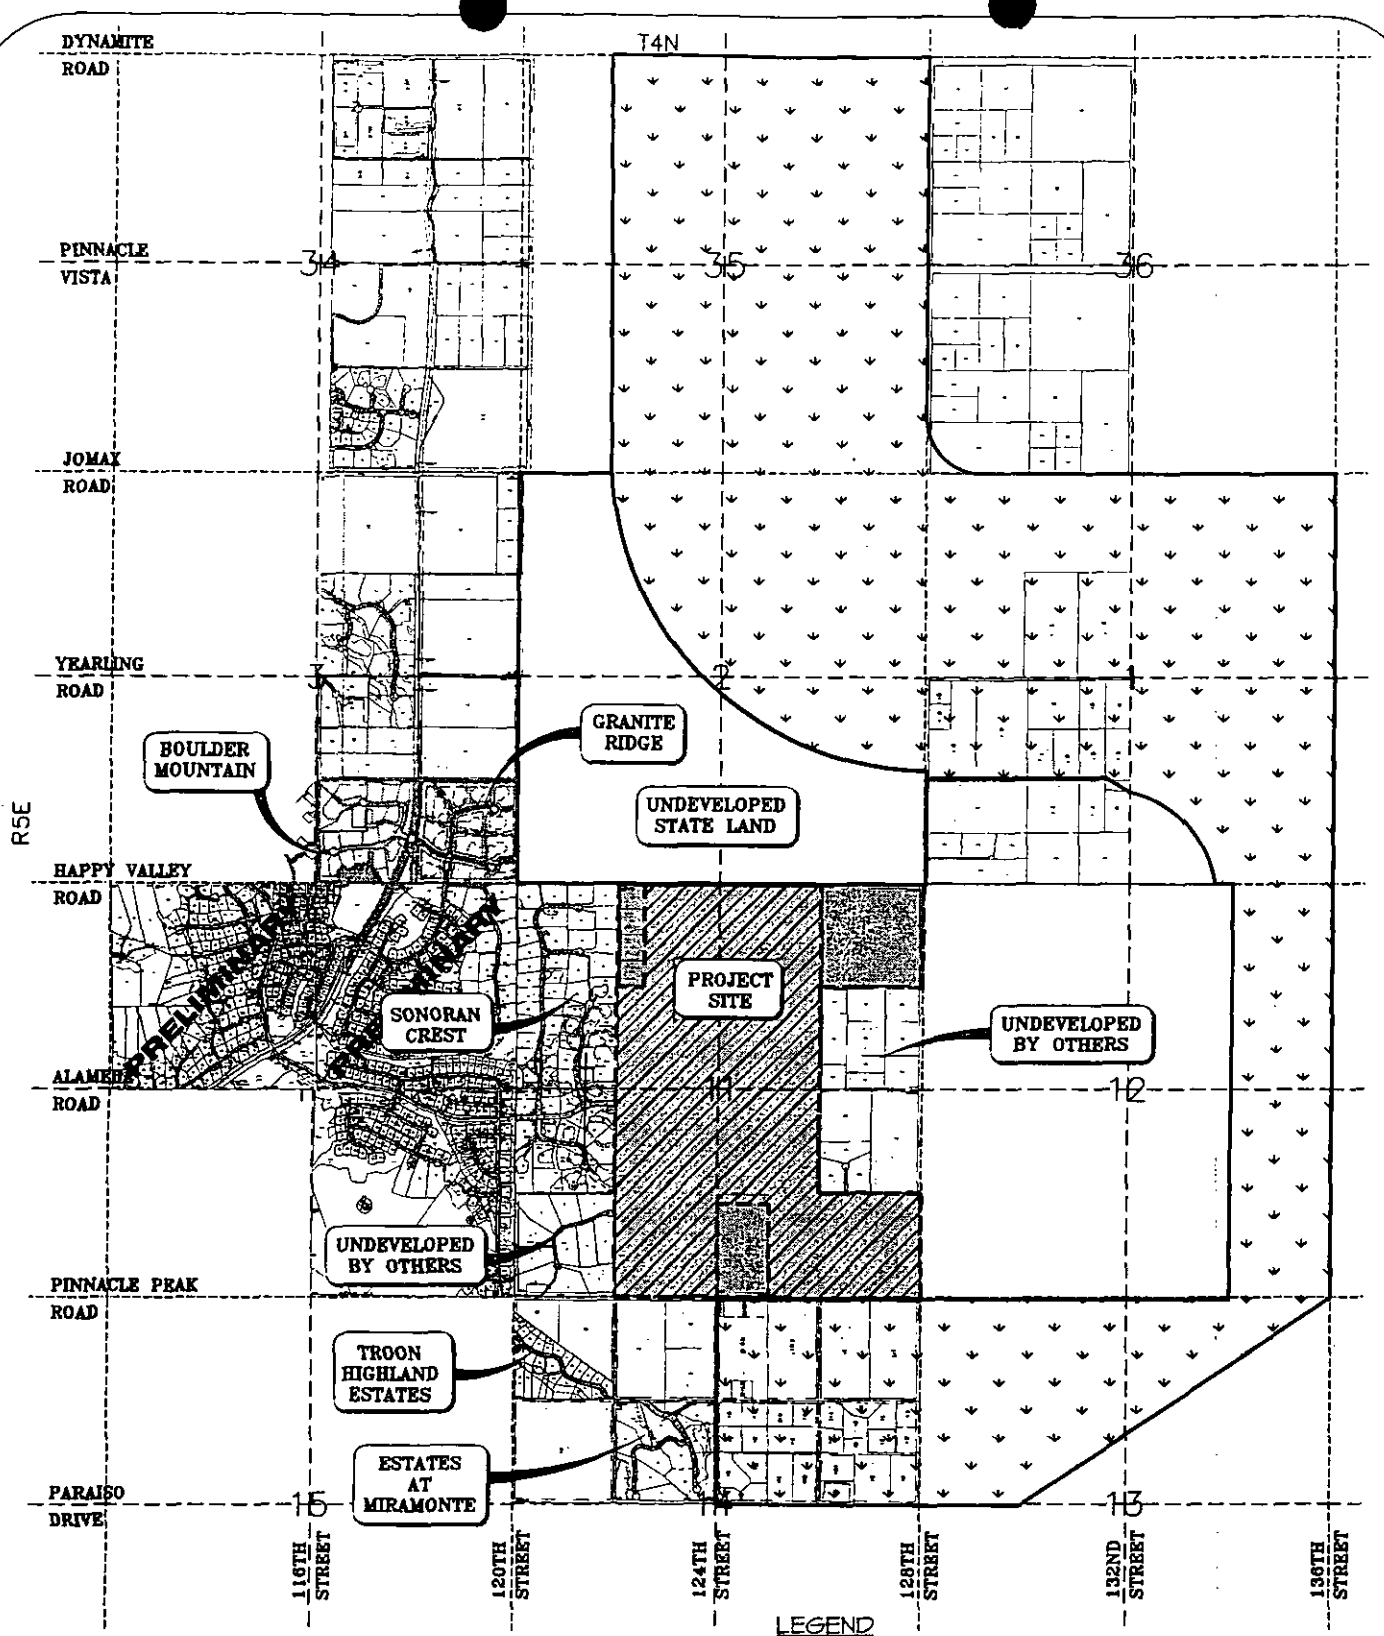 T4N
DYNAMITE
ROAD
PINNACLE
VISTA
34
35
36
JOMAX
ROAD
YEARLING
ROAD
3
2
1
GRANITE
RIDGE
BOULDER
MOUNTAIN
UNDEVELOPED
STATE LAND
R5E
HAPPY VALLEY
ROAD
PRELIMINARY
PRELIMINARY
PROJECT
SITE
SONORAN
CREST
UNDEVELOPED
BY OTHERS
ALAMEDA
ROAD
11
12
UNDEVELOPED
BY OTHERS
PINNACLE PEAK
ROAD
TROON
HIGHLAND
ESTATES
ESTATES
AT
MIRAMONTE
PARAISO
DRIVE
15
14
13
116TH
STREET
120TH
STREET
124TH
STREET
128TH
STREET
132ND
STREET
136TH
STREET
LEGEND